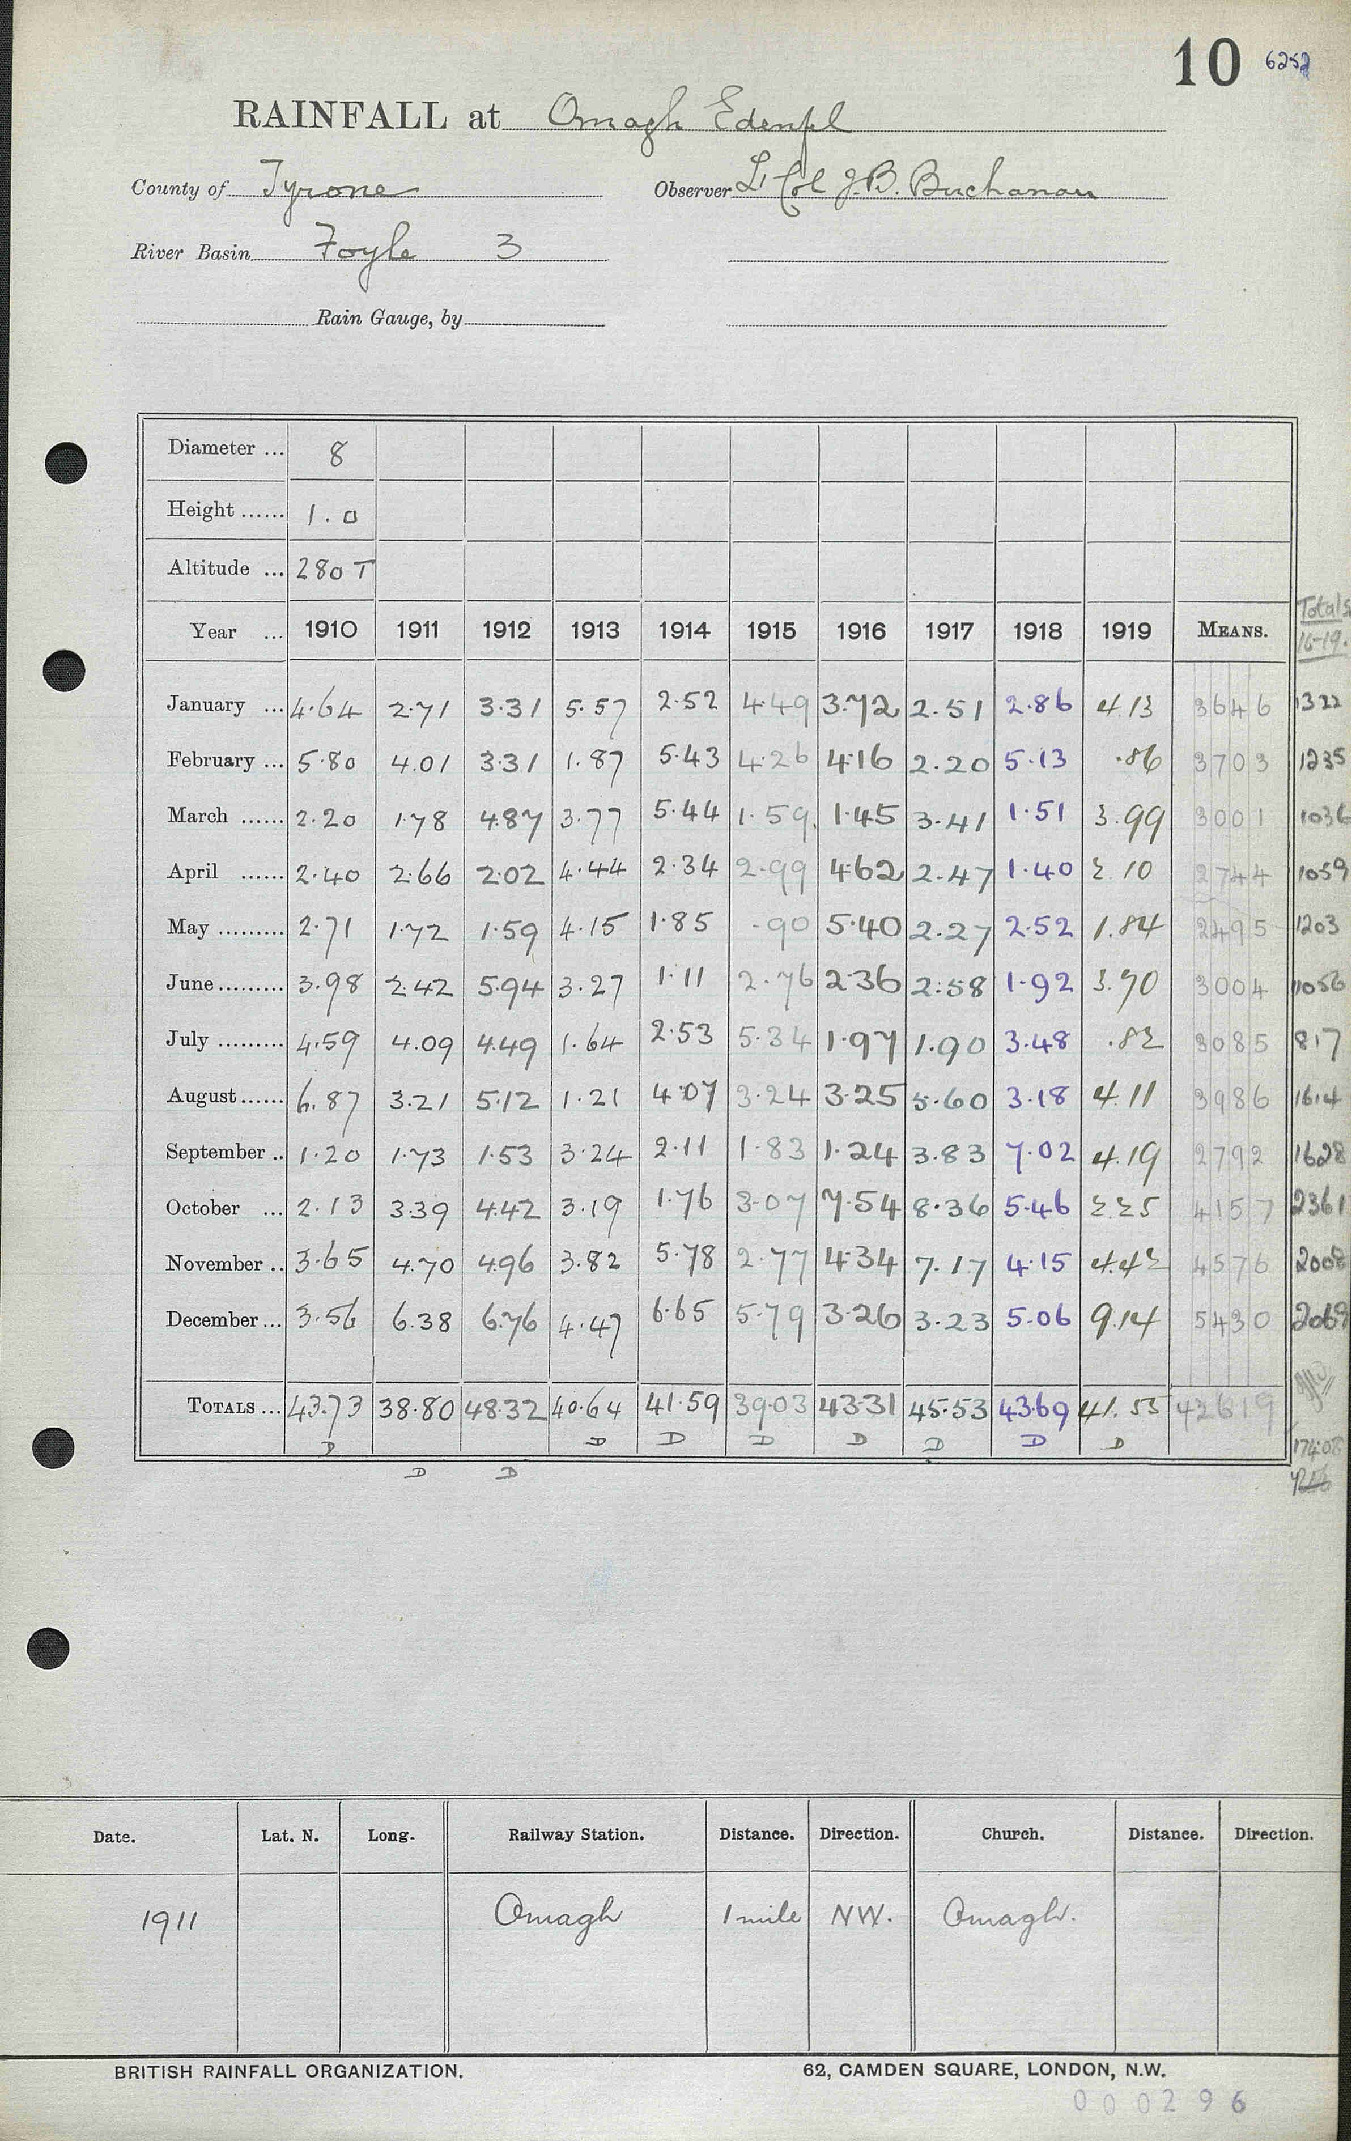 10 6252
RAINFALL at Omagh Edenfel
County of Tyrone Observer Lt Col J.B. Buchanan
River Basin Foyle 3
Rain Gauge, by
Diameter ... 8
Height ...... 1.0
Altitude ... 280 T
Totals
16-19.
Year ... 1910 1911 1912 1913 1914 1915 1916 1917 1918 1919 MEANS.
January ... 4.64 2.71 3.31 5.57 2.52 4.49 3.72 2.51 2.86 4.13 3646 1322
February ... 5.80 4.01 3.31 1.87 5.43 4.26 4.16 2.20 5.13 .86 3703 1235
March ...... 2.20 1.78 4.87 3.77 5.44 1.59 1.45 3.41 1.51 3.99 3001 1036
April ...... 2.40 2.66 2.02 4.44 2.34 2.99 4.62 2.47 1.40 2.10 2744 1059
May ......... 2.71 1.72 1.59 4.15 1.85 .90 5.40 2.27 2.52 1.84 2495 1203
June ......... 3.98 2.42 5.94 3.27 1.11 2.76 2.36 2.58 1.92 3.70 3004 1056
July ......... 4.59 4.09 4.49 1.64 2.53 5.34 1.97 1.90 3.48 .82 3085 817
August...... 6.87 3.21 5.12 1.21 4.07 3.24 3.25 5.60 3.18 4.11 3986 1614
September .. 1.20 1.73 1.53 3.24 2.11 1.83 1.24 3.83 7.02 4.19 2792 1628
October ... 2.13 3.39 4.42 3.19 1.76 3.07 7.54 8.36 5.46 2.25 4157 2361
November .. 3.65 4.70 4.96 3.82 5.78 2.77 4.34 7.17 4.15 4.42 4576 2008
December ... 3.56 6.38 6.76 4.47 6.65 5.79 3.26 3.23 5.06 9.14 5430 2069
TOTALS ... 43.73 38.80 48.32 40.64 41.59 39.03 43.31 45.53 43.69 41.55 42619
D D D D D D D D 17408
D D
Date. Lat. N. Long. Railway Station. Distance. Direction. Church. Distance. Direction.
1911 Omagh 1 mile NW. Omagh.
BRITISH RAINFALL ORGANIZATION. 62, CAMDEN SQUARE, LONDON, N.W.
000296